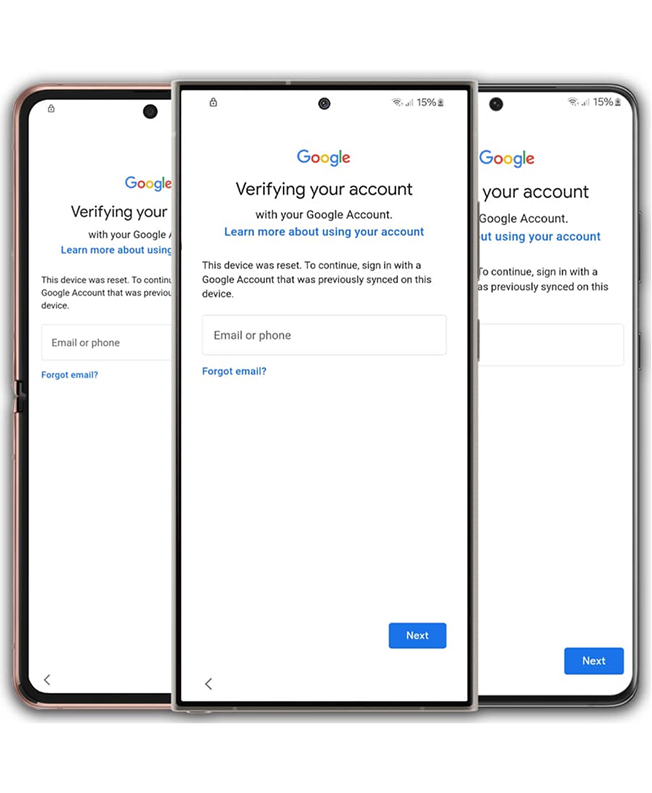 15%
Google
Verifying your
with your Google
Learn more about using
This device was reset. To
Google Account that was
device.
Email or phone
Forgot email?
15%
Google
Verifying your account
with your Google Account.
Learn more about using your account
This device was reset. To continue, sign in with a
Google Account that was previously synced on this
device.
Email or phone
Forgot email?
Next
15%
Google
your account
Google Account.
using your account
To continue, sign in with a
previously synced on this
Next